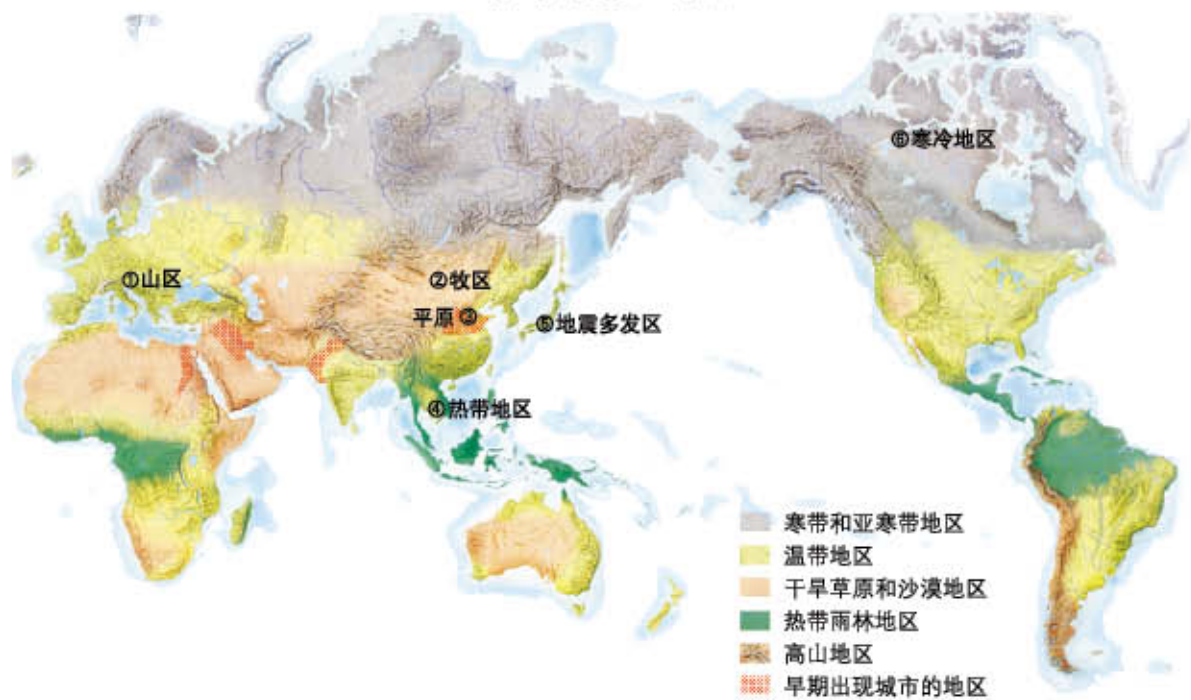 ⑥寒冷地区
①山区
②牧区
平原③
⑤地震多发区
④热带地区
寒带和亚寒带地区
温带地区
干旱草原和沙漠地区
热带雨林地区
高山地区
早期出现城市的地区